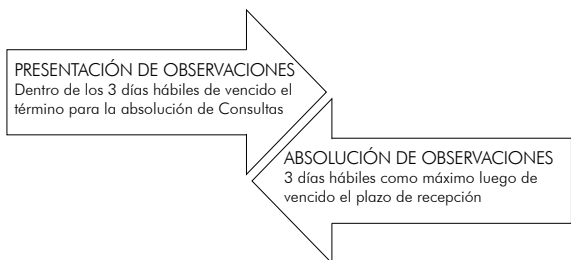 PRESENTACIÓN DE OBSERVACIONES
Dentro de los 3 días hábiles de vencido el
término para la absolución de Consultas
ABSOLUCIÓN DE OBSERVACIONES
3 días hábiles como máximo luego de
vencido el plazo de recepción